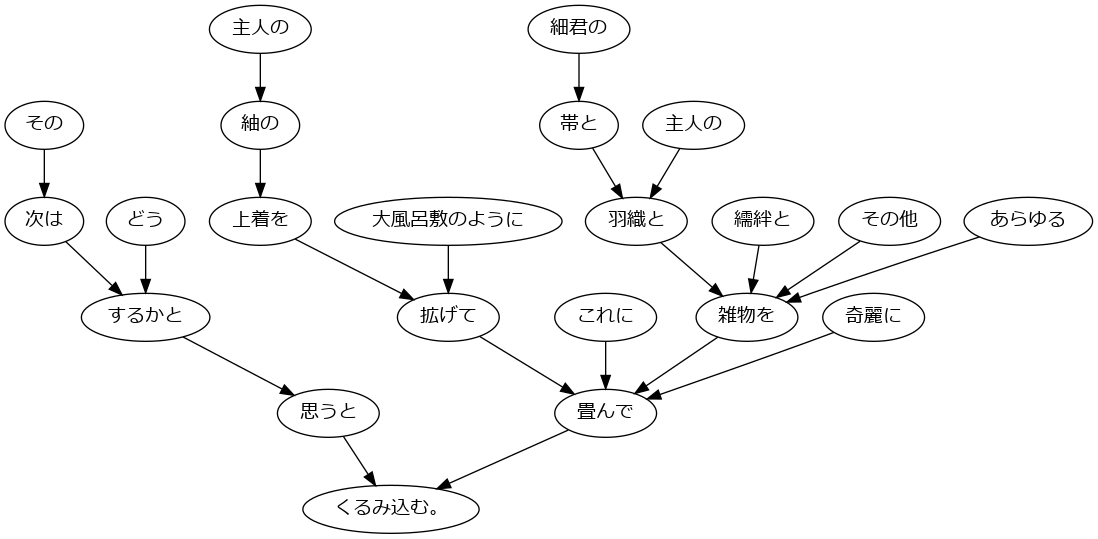 主人の
細君の
その
紬の
帯と
主人の
次は
どう
上着を
大風呂敷のように
羽織と
繻絆と
その他
あらゆる
するかと
拡げて
これに
雑物を
奇麗に
思うと
畳んで
くるみ込む。